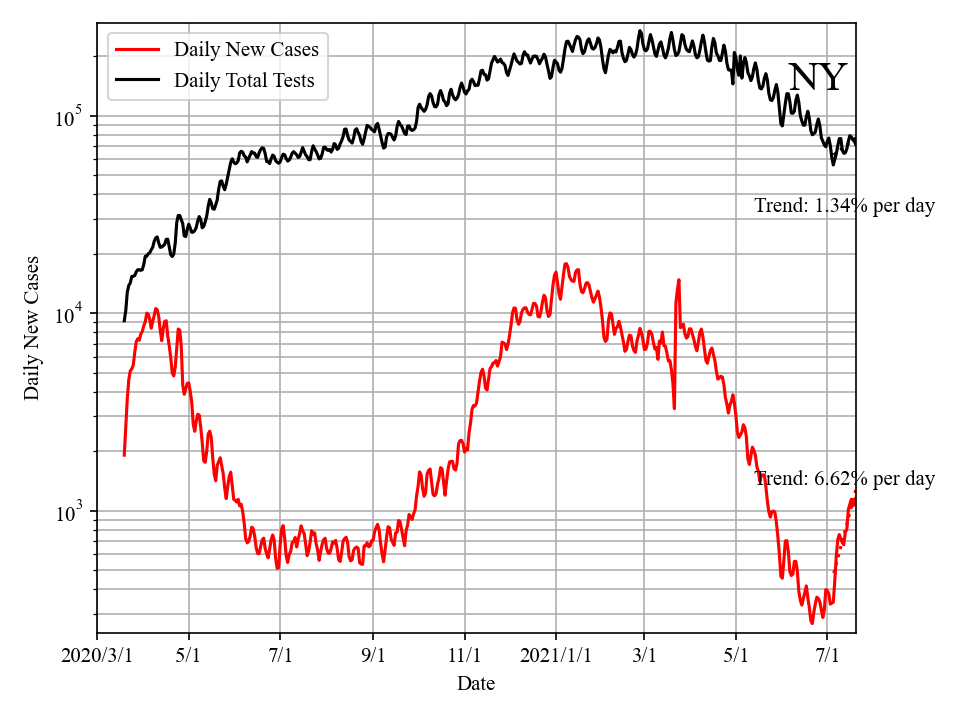 Daily New Cases
Daily Total Tests
NY
10^5
Trend: 1.34% per day
Daily New Cases
10^4
Trend: 6.62% per day
10^3
2020/3/1 5/1 7/1 9/1 11/1 2021/1/1 3/1 5/1 7/1
Date